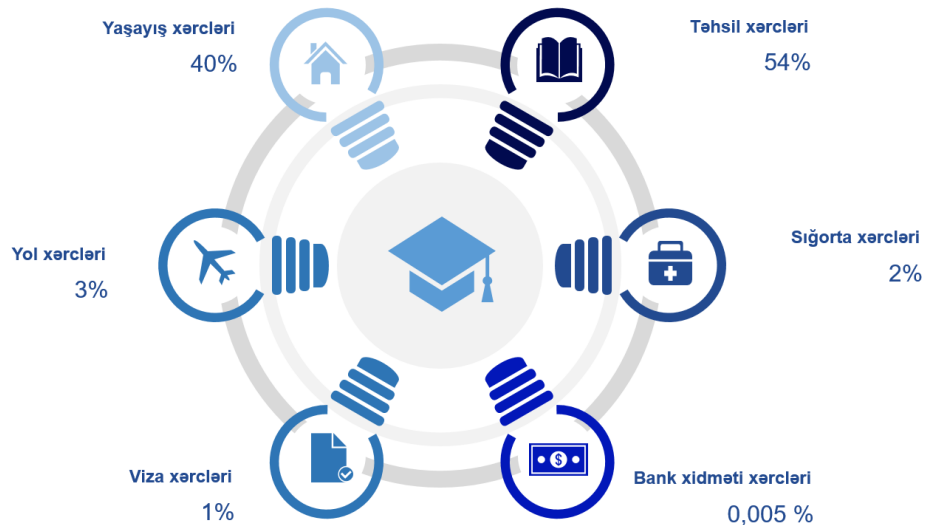 Yaşayış xərcləri
40%
Təhsil xərcləri
54%
Yol xərcləri
3%
Sığorta xərcləri
2%
Viza xərcləri
1%
Bank xidməti xərcləri
0,005 %
$